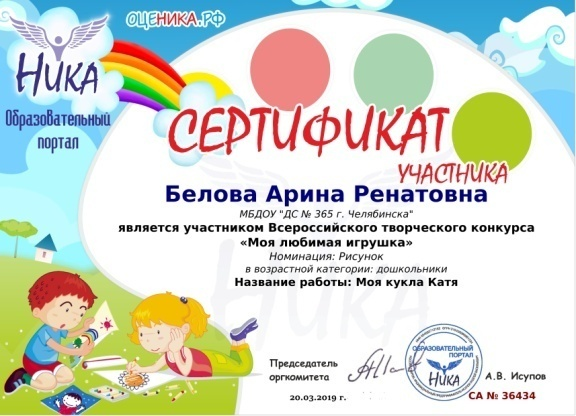 ОЦЕНИКА.РФ
НИКА
Образовательный
портал
СЕРТИФИКАТ
УЧАСТНИКА
Белова Арина Ренатовна
МБДОУ "ДС № 365 г. Челябинска"
является участником Всероссийского творческого конкурса
«Моя любимая игрушка»
Номинация: Рисунок
в возрастной категории: дошкольники
Название работы: Моя кукла Катя
НИКА
Председатель
оргкомитета
ОБРАЗОВАТЕЛЬНЫЙ
ПОРТАЛ
НИКА
А.В. Исупов
20.03.2019 г.
СА № 36434